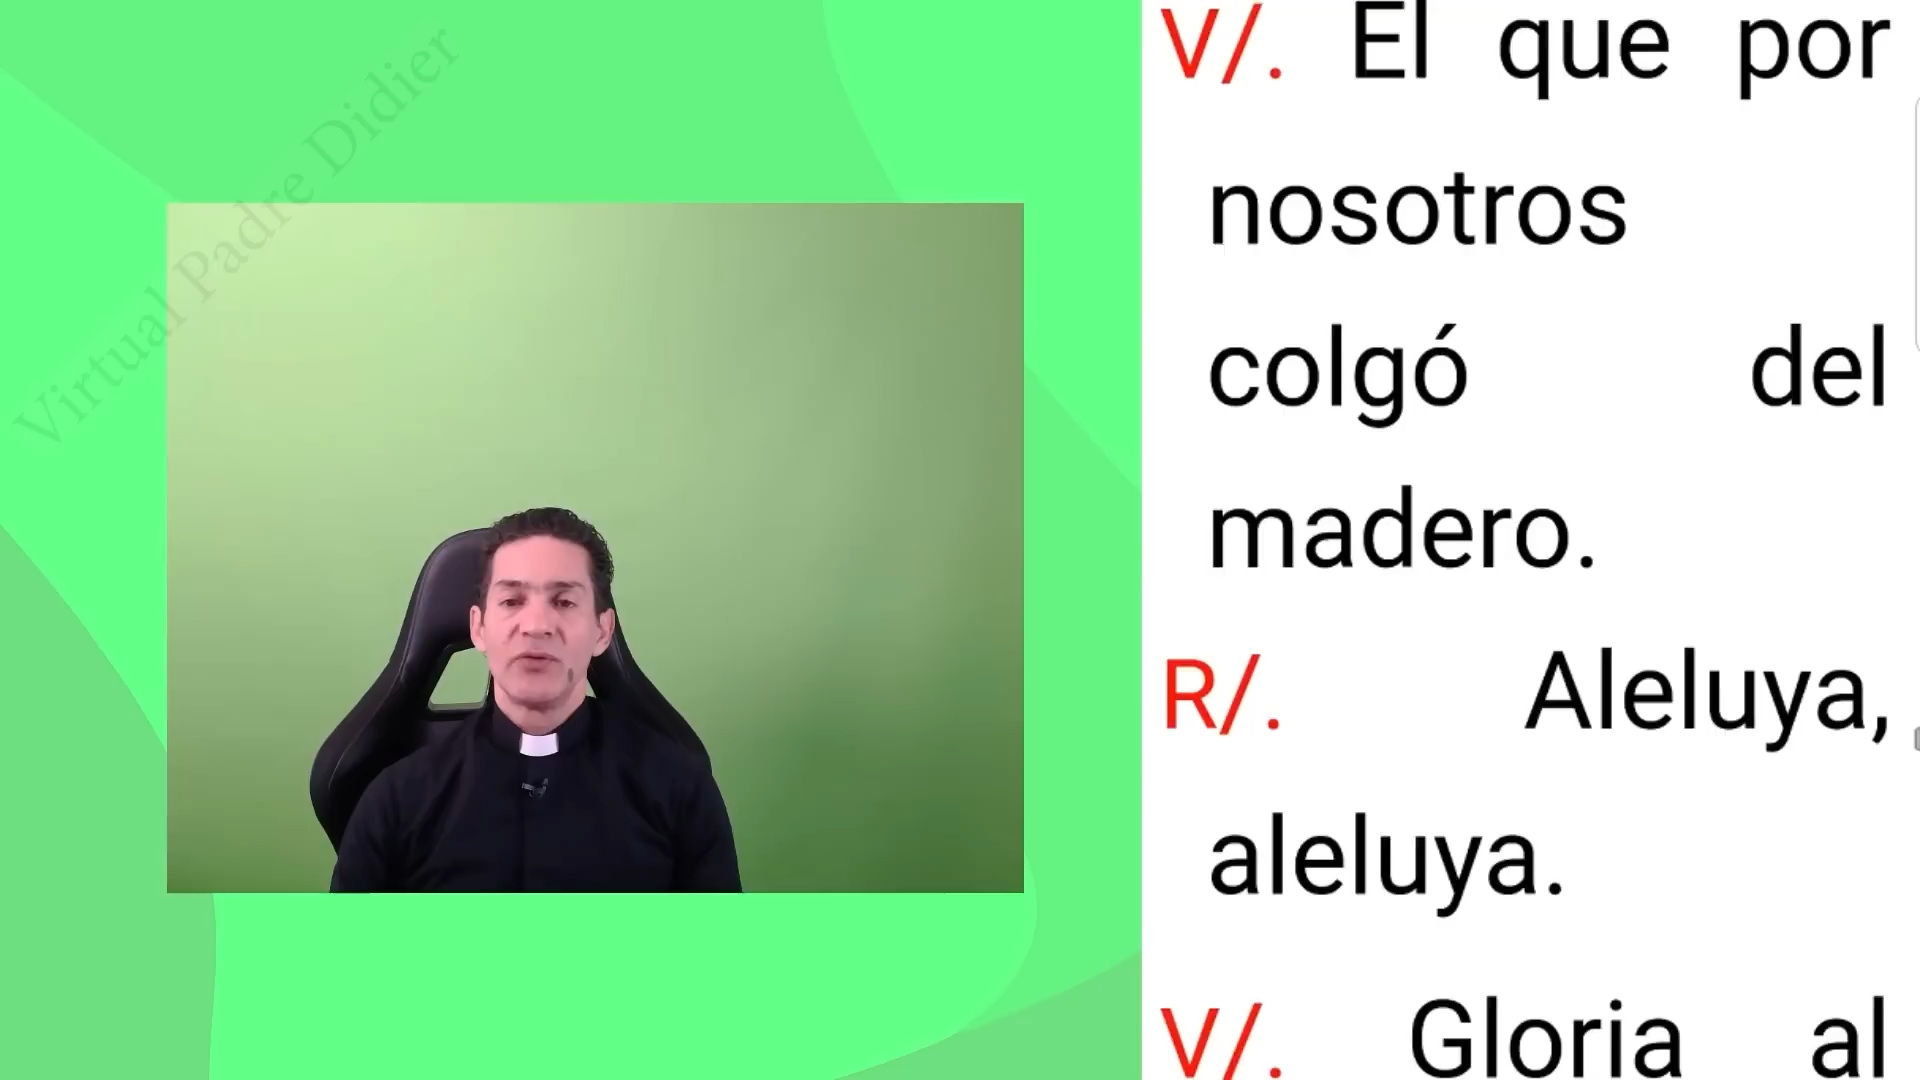 Virtual Padre Didier
V/. El que por
nosotros
colgó del
madero.
R/. Aleluya,
aleluya.
V/. Gloria al